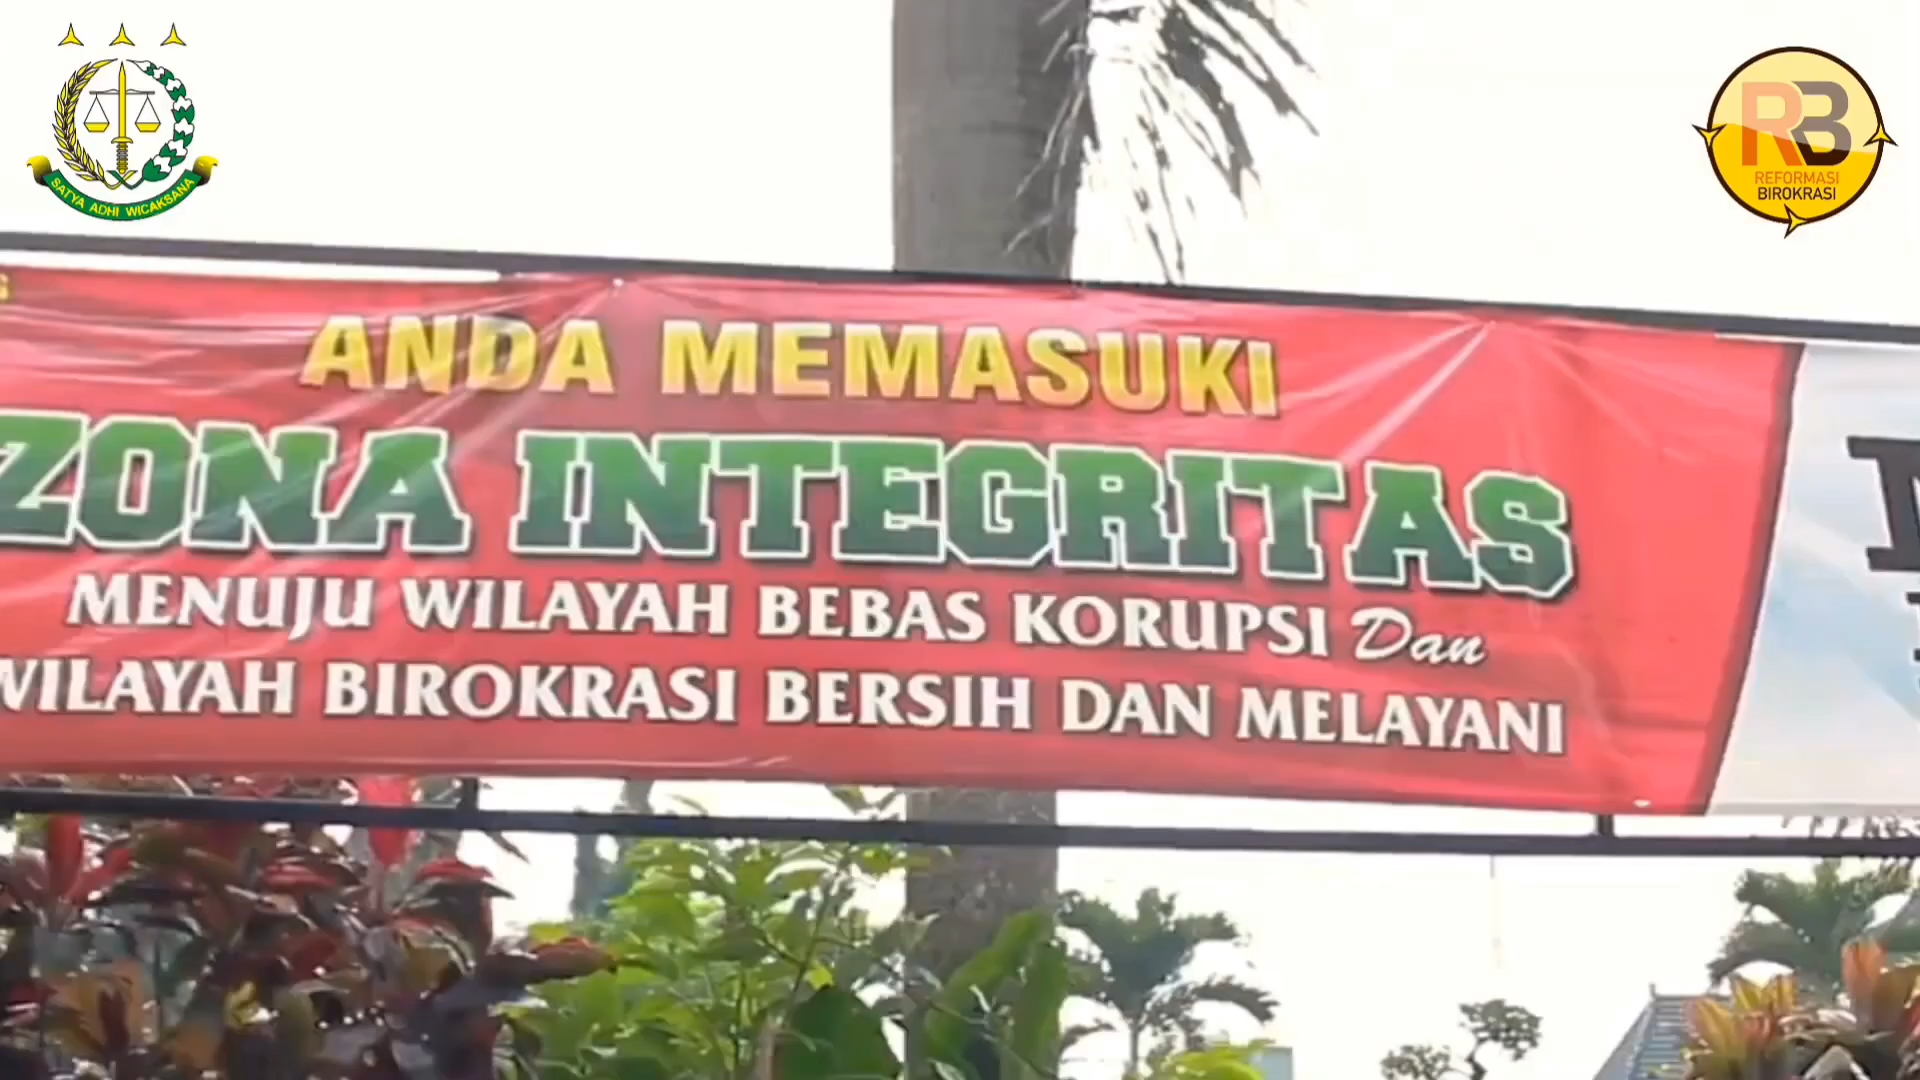 SATYA ADHI WICAKSANA
RB
REFORMASI
BIROKRASI
ANDA MEMASUKI
ZONA INTEGRITAS
MENUJU WILAYAH BEBAS KORUPSI Dan
WILAYAH BIROKRASI BERSIH DAN MELAYANI